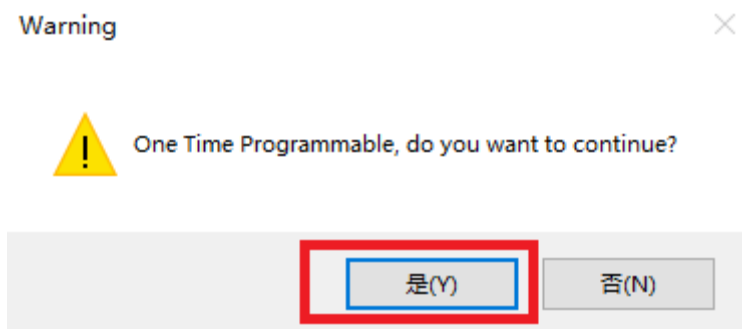 Warning
One Time Programmable, do you want to continue?
是(Y)
否(N)